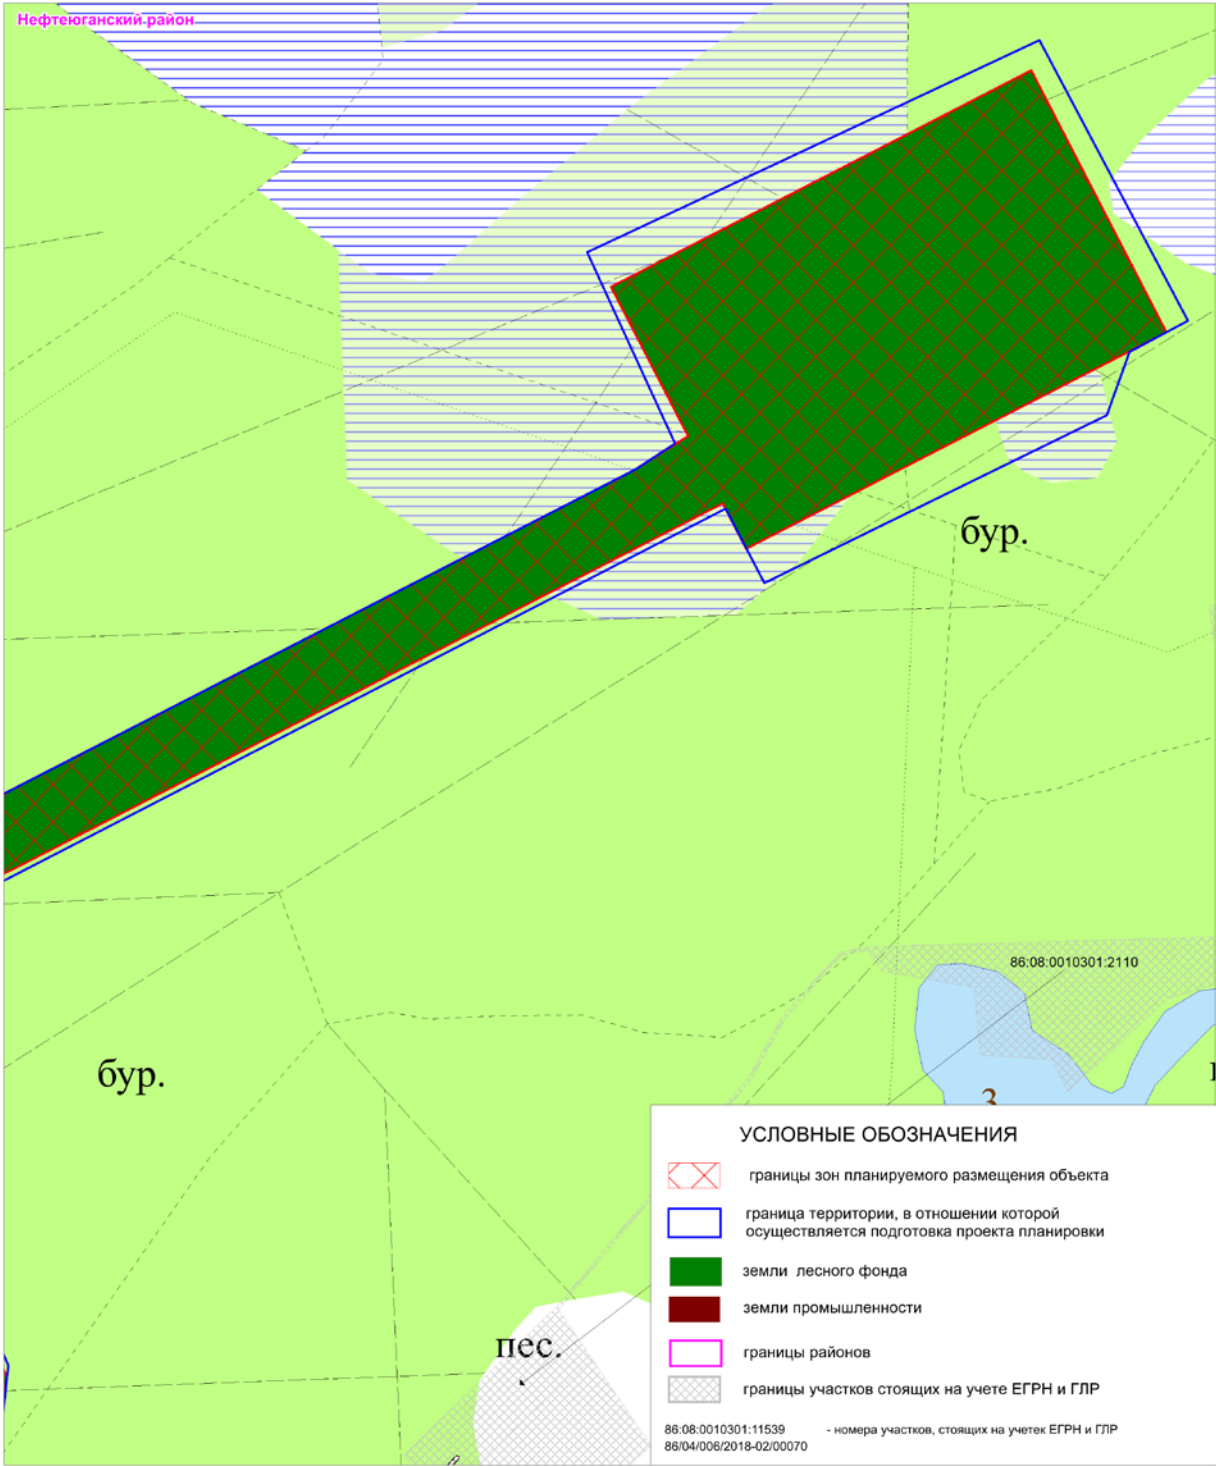 Нефтеюганский район
бур.
86:08:0010301:2110
бур.
3
УСЛОВНЫЕ ОБОЗНАЧЕНИЯ
границы зон планируемого размещения объекта
граница территории, в отношении которой
осуществляется подготовка проекта планировки
земли лесного фонда
земли промышленности
пес.
границы районов
границы участков стоящих на учете ЕГРН и ГЛР
86:08:0010301:11539 - номера участков, стоящих на учетек ЕГРН и ГЛР
86/04/006/2018-02/00070